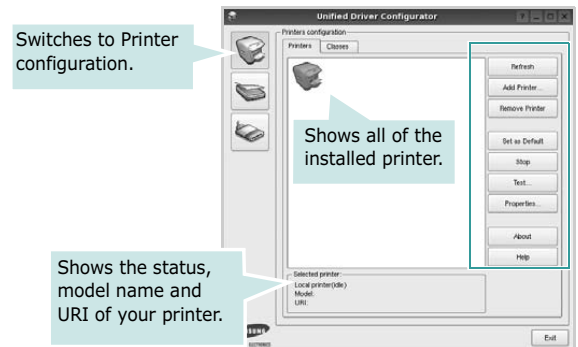 Unified Driver Configurator
Switches to Printer
configuration.
Printers configuration
Printers
Classes
Refresh
Add Printer...
Remove Printer
Set as Default
Stop
Test...
Properties...
About
Help
Shows all of the
installed printer.
Shows the status,
model name and
URI of your printer.
Selected printer:
Local printer(idle)
Model:
URI:
ELECTRONICS
Exit